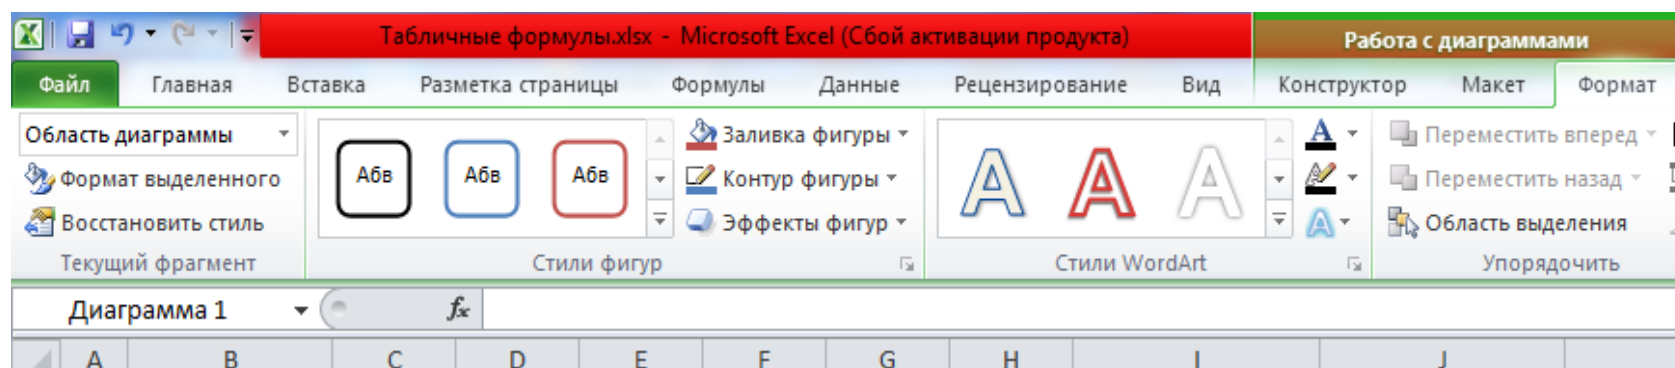 Табличные формулы.xlsx - Microsoft Excel (Сбой активации продукта)
Работа с диаграммами
Файл Главная Вставка Разметка страницы Формулы Данные Рецензирование Вид Конструктор Макет Формат
Область диаграммы
Формат выделенного
Восстановить стиль
Текущий фрагмент
Абв Абв Абв
Заливка фигуры
Контур фигуры
Эффекты фигур
Стили фигур
A A A
A
A
Стили WordArt
Переместить вперед
Переместить назад
Область выделения
Упорядочить
Диаграмма 1 fx
A B C D E F G H I J